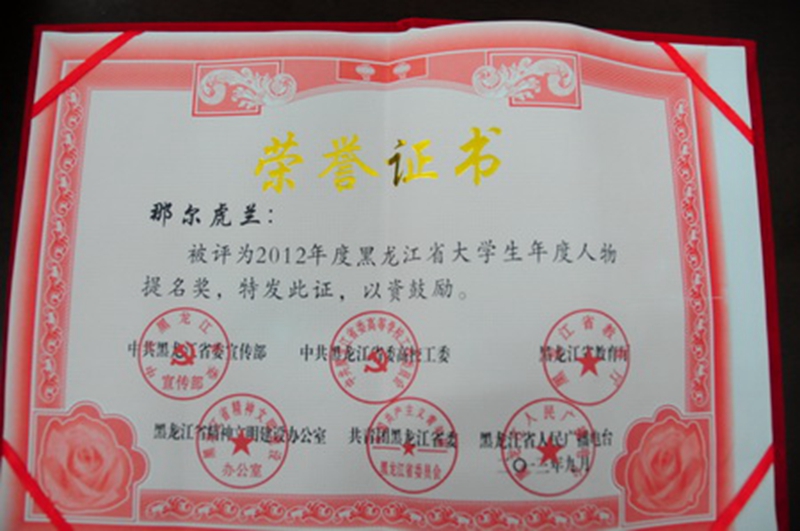 荣誉证书
那尔虎兰：
被评为2012年度黑龙江省大学生年度人物
提名奖，特发此证，以资鼓励。
中共黑龙江省委宣传部 中共黑龙江省委高校工委 黑龙江省教育厅
黑龙江省精神文明建设办公室 共青团黑龙江省委 黑龙江省人民广播电台
二〇一三年九月